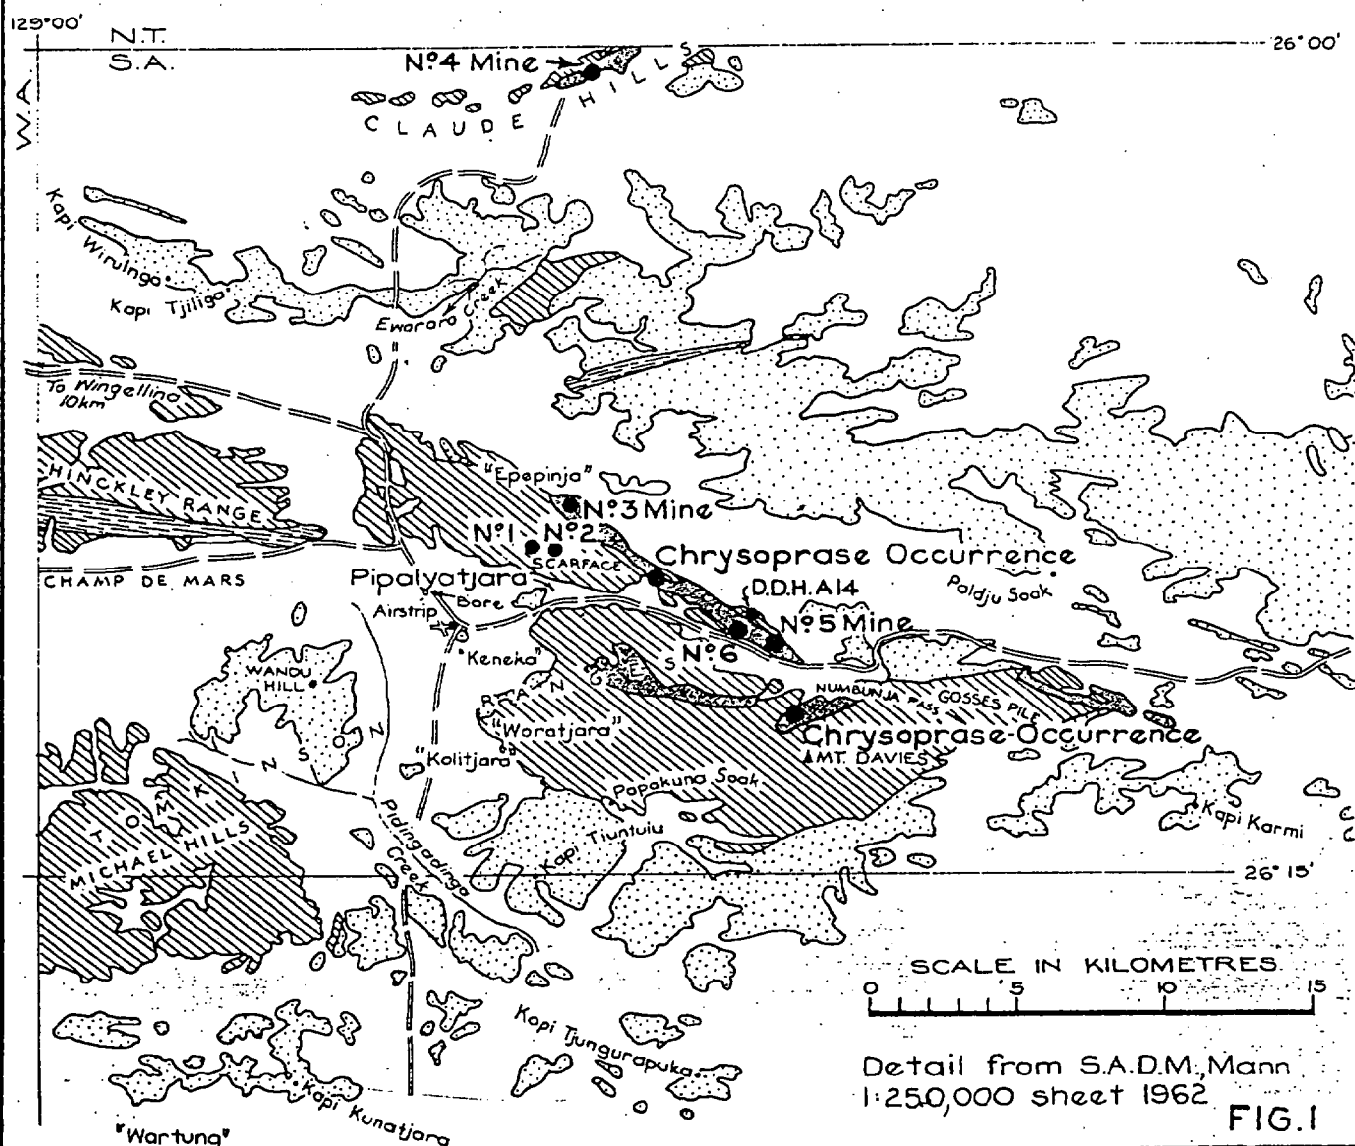 129°00'
N.T.
S.A.
W.A.
26°00'
Nº4 Mine
CLAUDE HILLS
Kapi Wirulnga
Kapi Tjiliga
Ewarara Creek
To Wingellina
10km
HINCKLEY RANGE
"Epepinja"
Nº3 Mine
Nº1 Nº2
SCARFACE
Chrysoprase Occurrence
CHAMP DE MARS
Pipalyatjara
Bore
Airstrip
D.D.H.A14
Paldju Soak
Nº5 Mine
Nº6
"Keneka"
WANDU
HILL
NUMBUNJA PASS
GOSSES PILE
"Woratjara"
Chrysoprase Occurrence
MT. DAVIES
"Kolitjara"
Papakuna Soak
TOMKINSON RANGES
MICHAEL HILLS
Pidingadinga
Creek
Kapi Tiuntuiu
Kapi Karmi
26°15'
SCALE IN KILOMETRES
0 5 10 15
Kapi Tjungurapuka
Detail from S.A.D.M., Mann
1:250,000 sheet 1962
FIG.1
Kapi Kunatjara
"Wartuna"